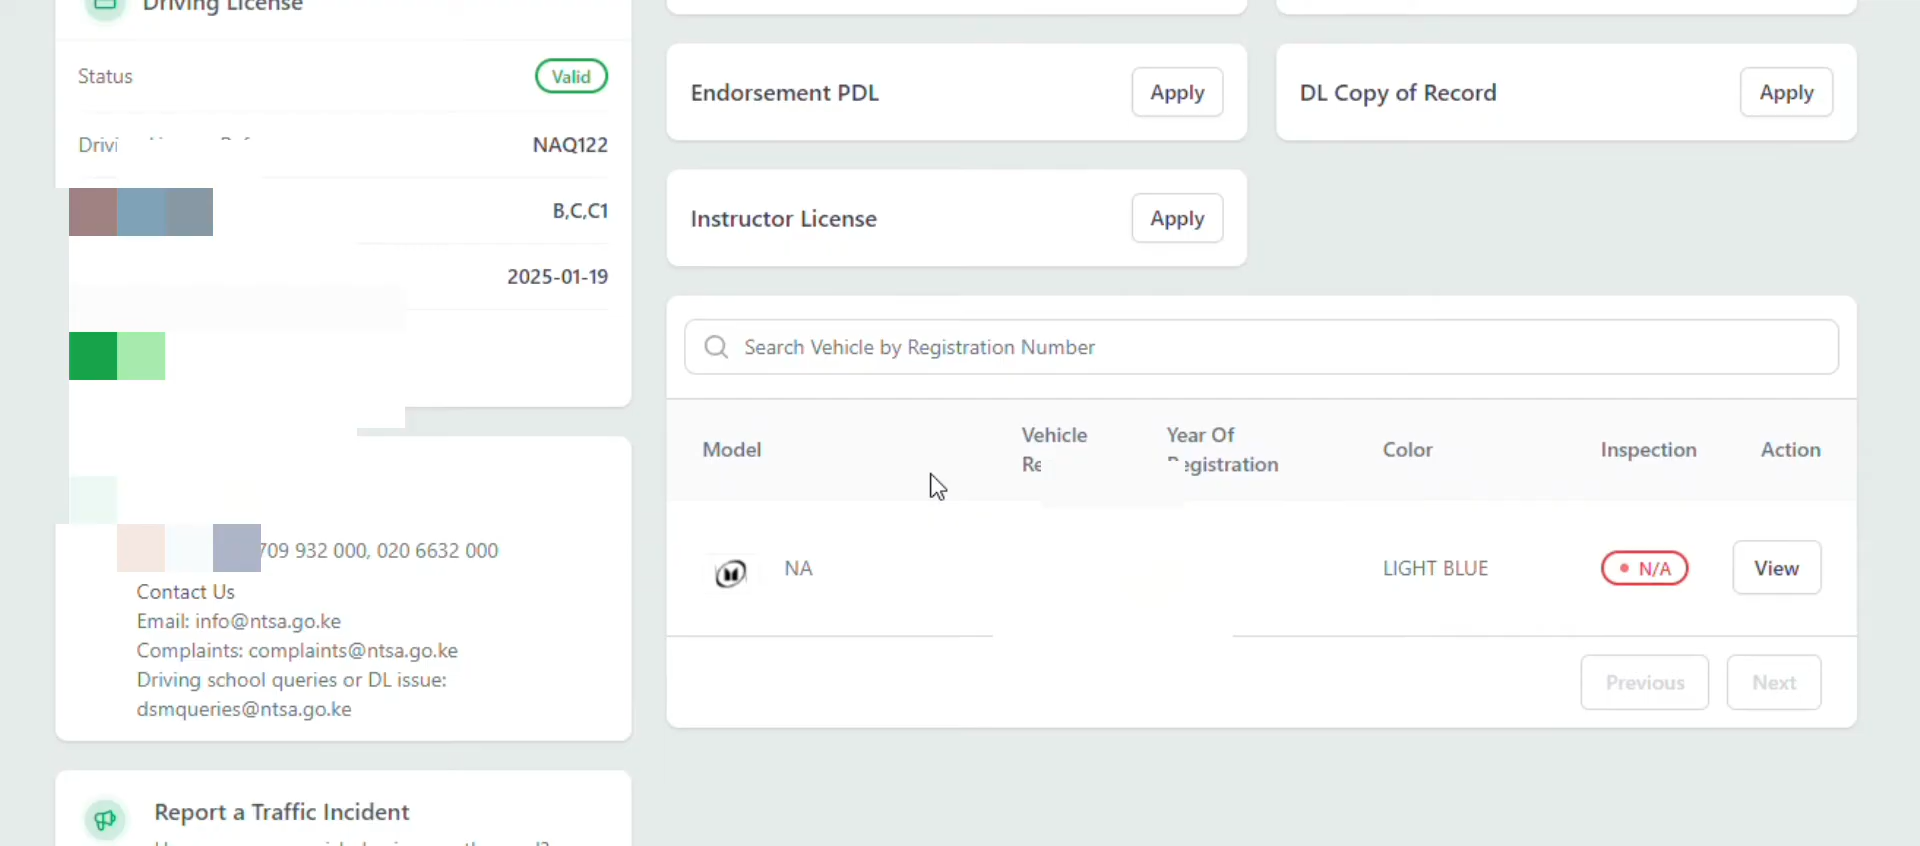 Driving License
Status
Valid
NAQ122
B,C,C1
2025-01-19
709 932 000, 020 6632 000
Contact Us
Email: info@ntsa.go.ke
Complaints: complaints@ntsa.go.ke
Driving school queries or DL issue:
dsmqueries@ntsa.go.ke
Report a Traffic Incident
Endorsement PDL
Apply
DL Copy of Record
Apply
Instructor License
Apply
Search Vehicle by Registration Number
Model
Vehicle
Year Of
Registration
Color
Inspection
Action
NA
LIGHT BLUE
N/A
View
Previous
Next